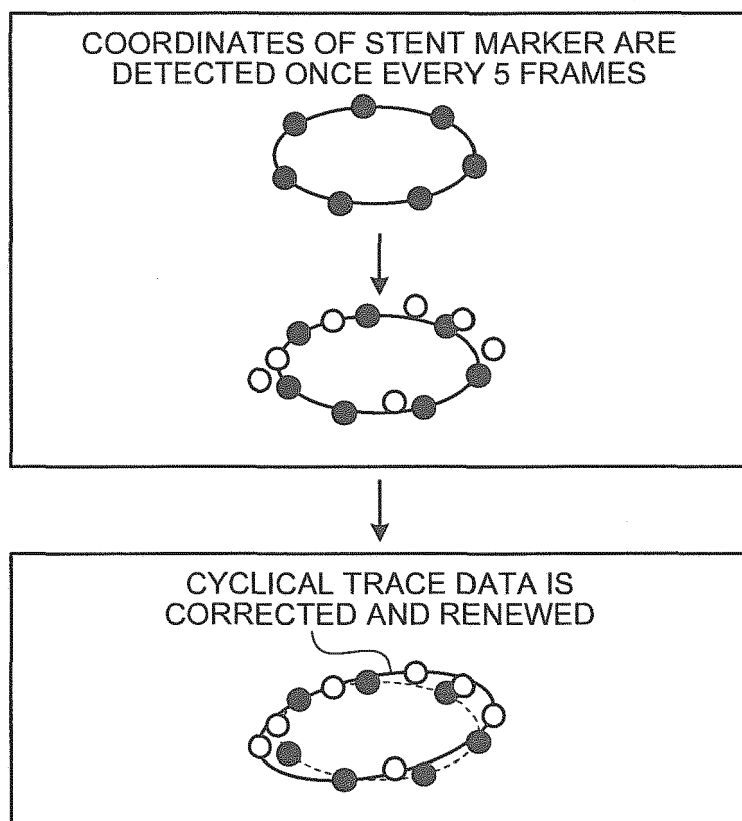 COORDINATES OF STENT MARKER ARE
DETECTED ONCE EVERY 5 FRAMES
CYCLICAL TRACE DATA IS
CORRECTED AND RENEWED